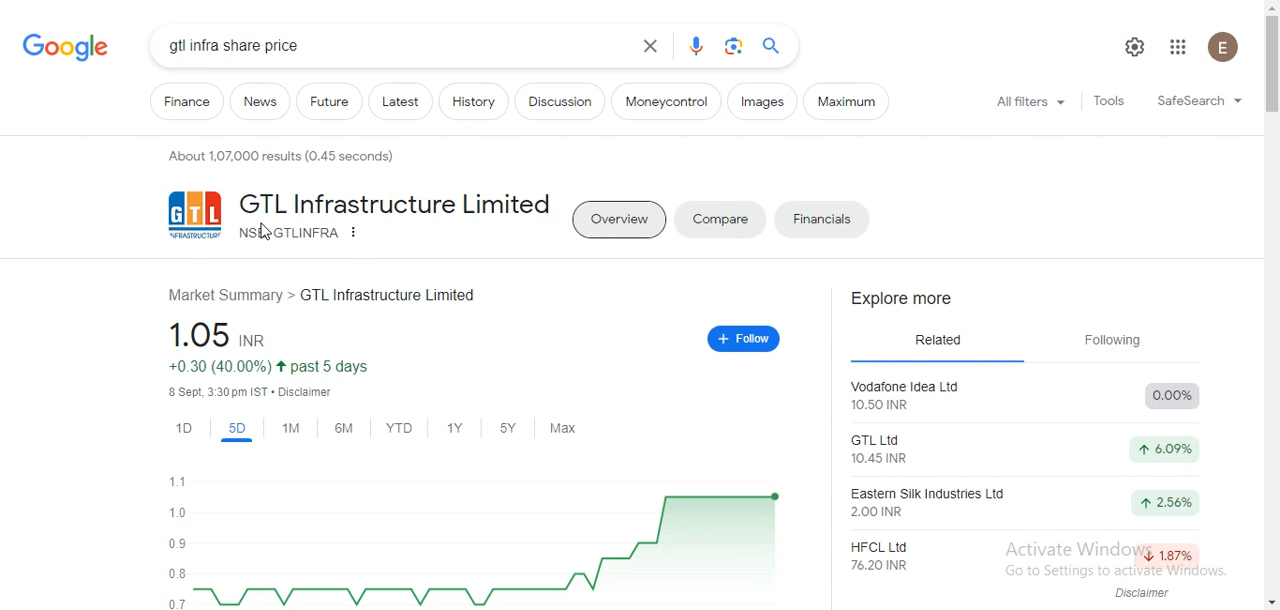 Google
gtl infra share price
E
Finance
News
Future
Latest
History
Discussion
Moneycontrol
Images
Maximum
All filters
Tools
SafeSearch
About 1,07,000 results (0.45 seconds)
GTL
INFRASTRUCTURE
GTL Infrastructure Limited
GTLINFRA
Overview
Compare
Financials
Market Summary > GTL Infrastructure Limited
1.05 INR
+ Follow
+0.30 (40.00%) ↑ past 5 days
8 Sept, 3:30 pm IST • Disclaimer
1D
5D
1M
6M
YTD
1Y
5Y
Max
1.1
1.0
0.9
0.8
0.7
Explore more
Related
Following
Vodafone Idea Ltd
10.50 INR
0.00%
GTL Ltd
10.45 INR
↑ 6.09%
Eastern Silk Industries Ltd
2.00 INR
↑ 2.56%
HFCL Ltd
76.20 INR
↓ 1.87%
Activate Windows
Go to Settings to activate Windows.
Disclaimer